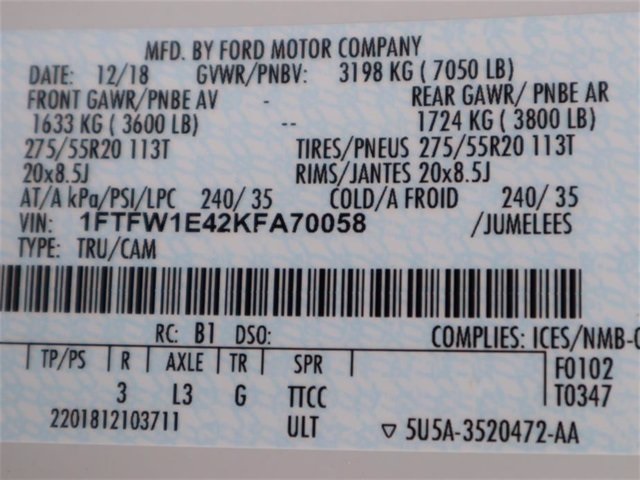 MFD. BY FORD MOTOR COMPANY
DATE: 12/18 GVWR/PNBV: 3198 KG ( 7050 LB)
FRONT GAWR/PNBE AV - REAR GAWR/ PNBE AR
1633 KG ( 3600 LB) -- 1724 KG ( 3800 LB)
275/55R20 113T TIRES/PNEUS 275/55R20 113T
20x8.5J RIMS/JANTES 20x8.5J
AT/A kPa/PSI/LPC 240/ 35 COLD/A FROID 240/ 35
VIN: 1FTFW1E42KFA70058 /JUMELEES
TYPE: TRU/CAM
RC: B1 DSO: COMPLIES: ICES/NMB-0
TP/PS R AXLE TR SPR F0102
3 L3 G TTCC T0347
2201812103711 ULT ▽ 5U5A-3520472-AA